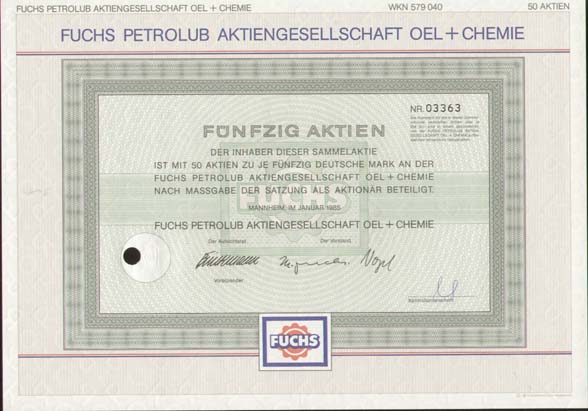 FUCHS PETROLUB AKTIENGESELLSCHAFT OEL + CHEMIE WKN 579 040 50 AKTIEN
FUCHS PETROLUB AKTIENGESELLSCHAFT OEL + CHEMIE
NR. 03363
FÜNFZIG AKTIEN
DER INHABER DIESER SAMMELAKTIE
IST MIT 50 AKTIEN ZU JE FÜNFZIG DEUTSCHE MARK AN DER
FUCHS PETROLUB AKTIENGESELLSCHAFT OEL + CHEMIE
NACH MASSGABE DER SATZUNG ALS AKTIONÄR BETEILIGT.
FUCHS
MANNHEIM IM JANUAR 1985
FUCHS PETROLUB AKTIENGESELLSCHAFT OEL + CHEMIE
Der Aufsichtsrat Der Vorstand
Vorsitzender
Kontrollunterschrift
FUCHS